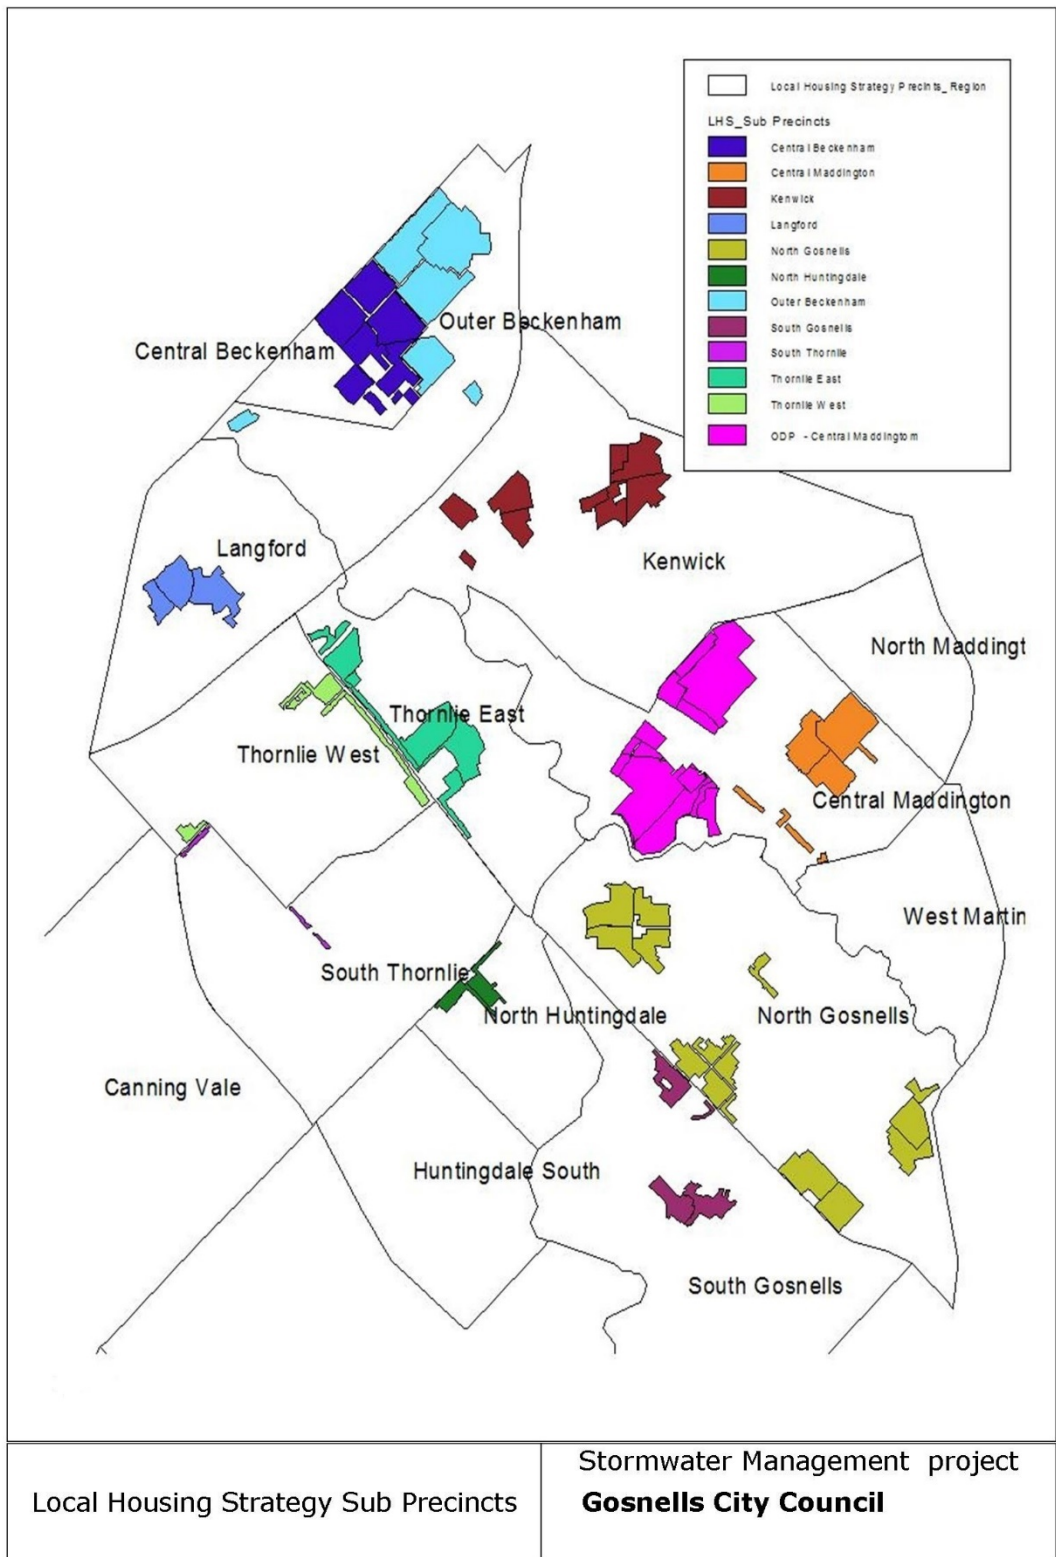 Local Housing Strategy Precints_Region
LHS_Sub Precincts
Central Beckenham
Central Maddington
Kenwick
Langford
North Gosnells
North Huntingdale
Outer Beckenham
South Gosnells
South Thornlie
Thornlie East
Thornlie West
ODP - Central Maddingtom
Outer Beckenham
Central Beckenham
Langford
Kenwick
North Maddingt
Thornlie East
Thornlie West
Central Maddington
West Martin
South Thornlie
North Huntingdale
North Gosnells
Canning Vale
Huntingdale South
South Gosnells
Local Housing Strategy Sub Precincts
Stormwater Management project
Gosnells City Council